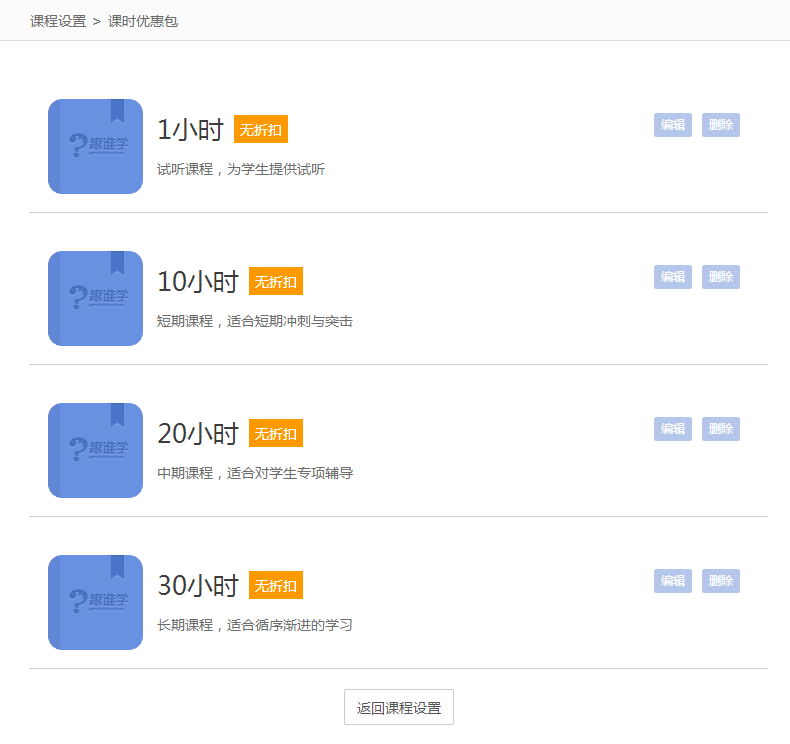 课程设置 > 课时优惠包
跟谁学
1小时 无折扣
编辑 删除
试听课程，为学生提供试听
跟谁学
10小时 无折扣
编辑 删除
短期课程，适合短期冲刺与突击
跟谁学
20小时 无折扣
编辑 删除
中期课程，适合对学生专项辅导
跟谁学
30小时 无折扣
编辑 删除
长期课程，适合循序渐进的学习
返回课程设置